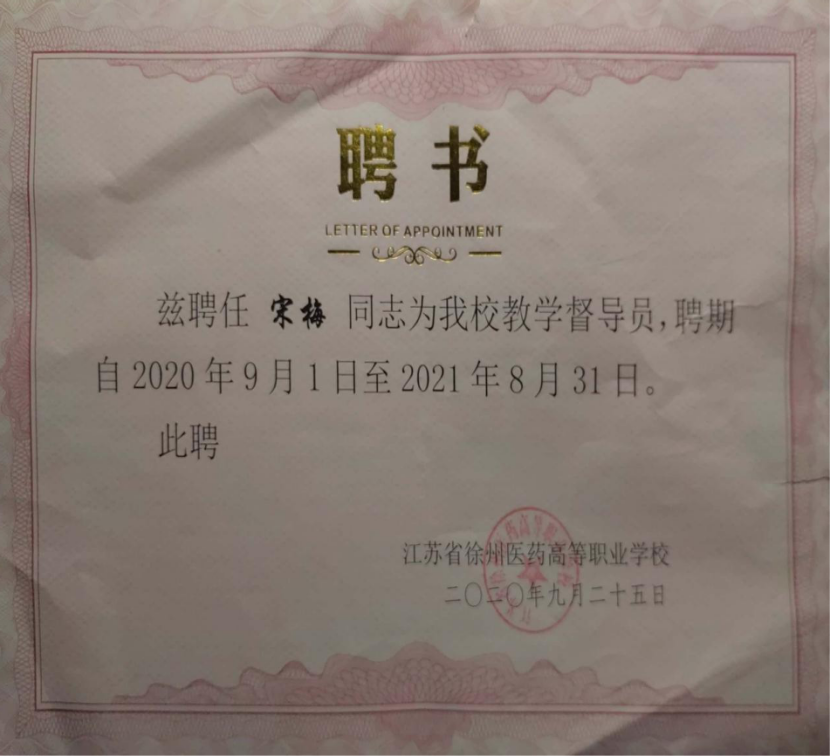 聘书
LETTER OF APPOINTMENT
兹聘任 宋梅 同志为我校教学督导员,聘期
自2020年9月1日至2021年8月31日。
此聘
江苏省徐州医药高等职业学校
二〇二〇年九月二十五日